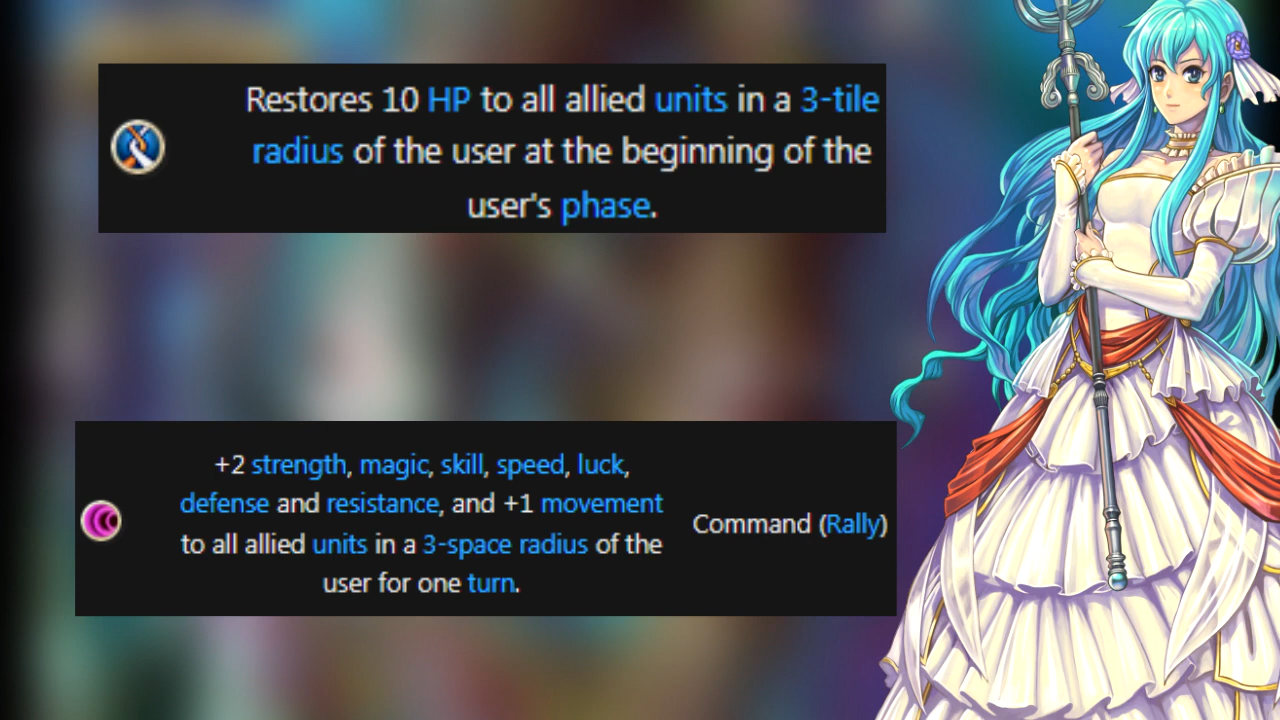 Restores 10 HP to all allied units in a 3-tile
radius of the user at the beginning of the
user's phase.
+2 strength, magic, skill, speed, luck,
defense and resistance, and +1 movement
to all allied units in a 3-space radius of the
user for one turn.
Command (Rally)